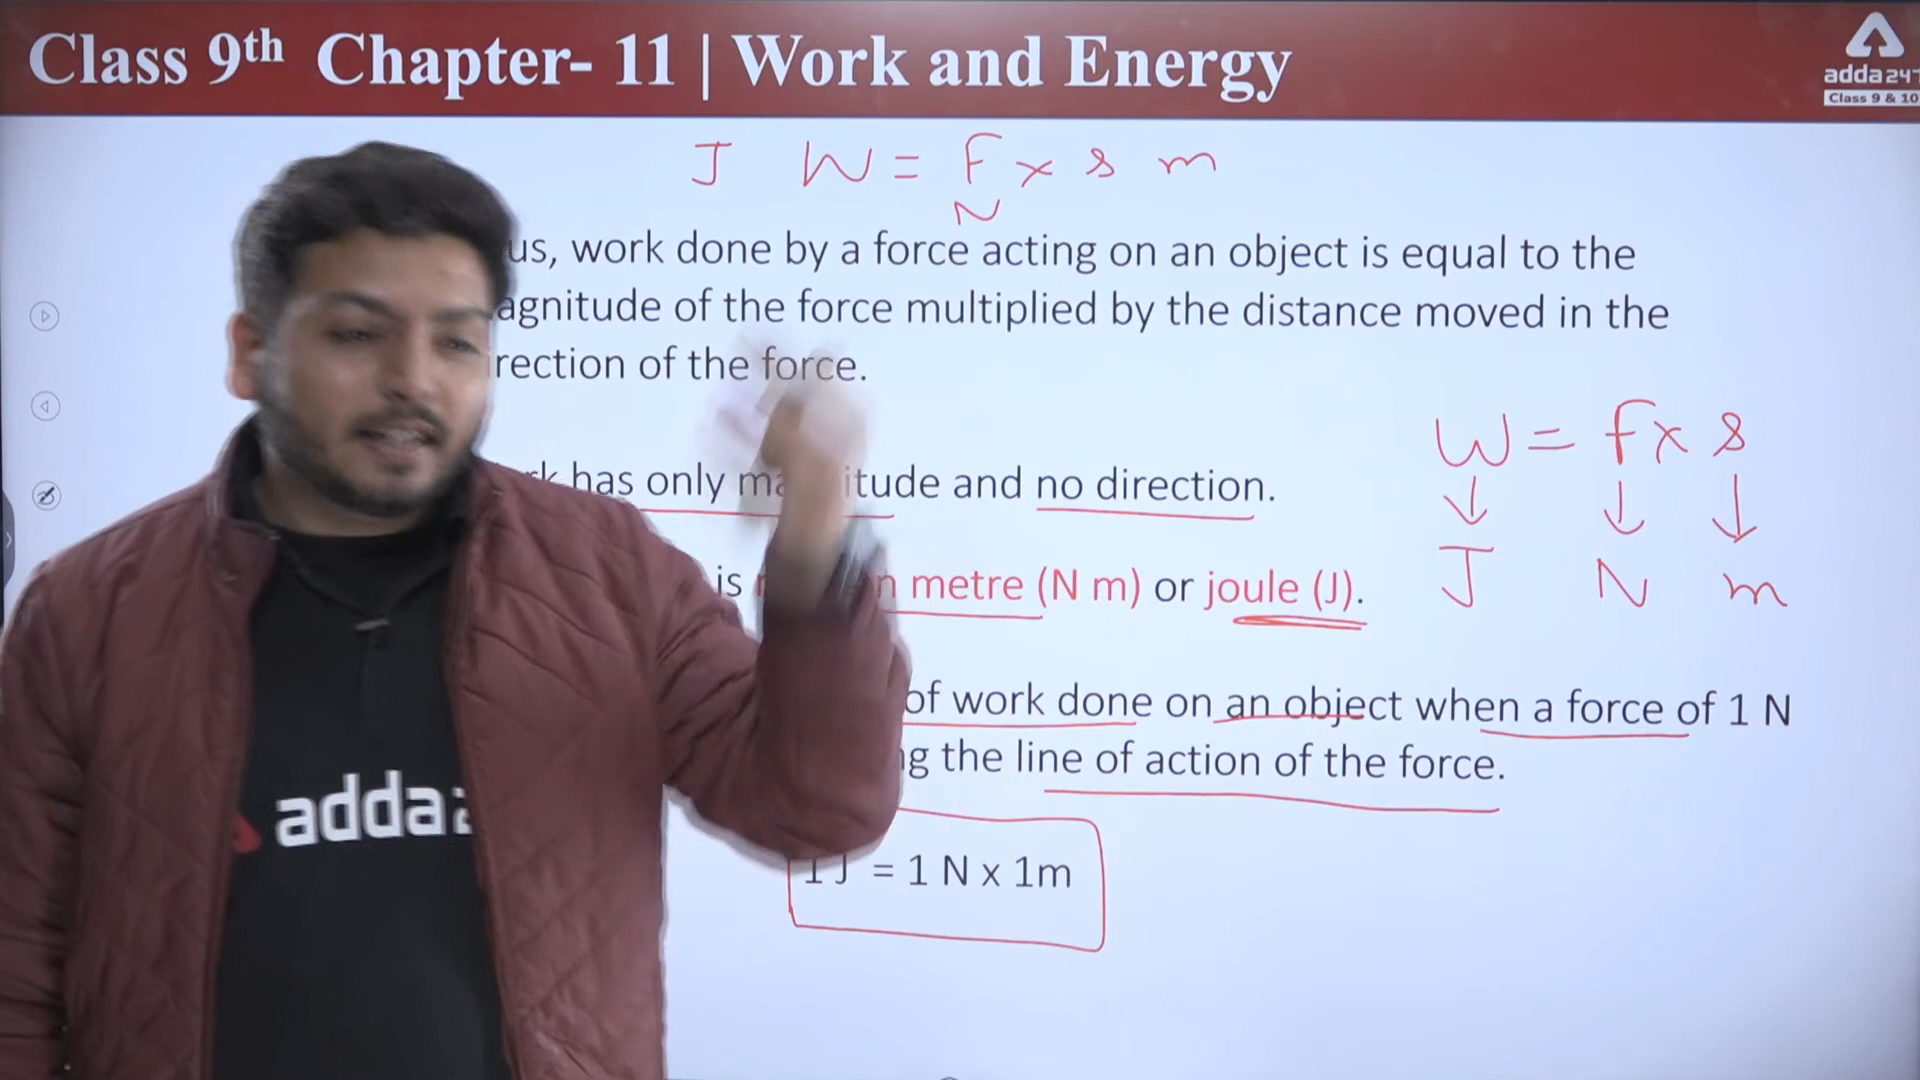 Class 9th Chapter- 11 | Work and Energy
adda247
Class 9 & 10
J W = F x s m
N
us, work done by a force acting on an object is equal to the
agnitude of the force multiplied by the distance moved in the
rection of the force.
W = f x s
has only and no direction.
J N m
is metre (N m) or joule (J).
of work done on an object when a force of 1 N
the line of action of the force.
adda
1 J = 1 N x 1m